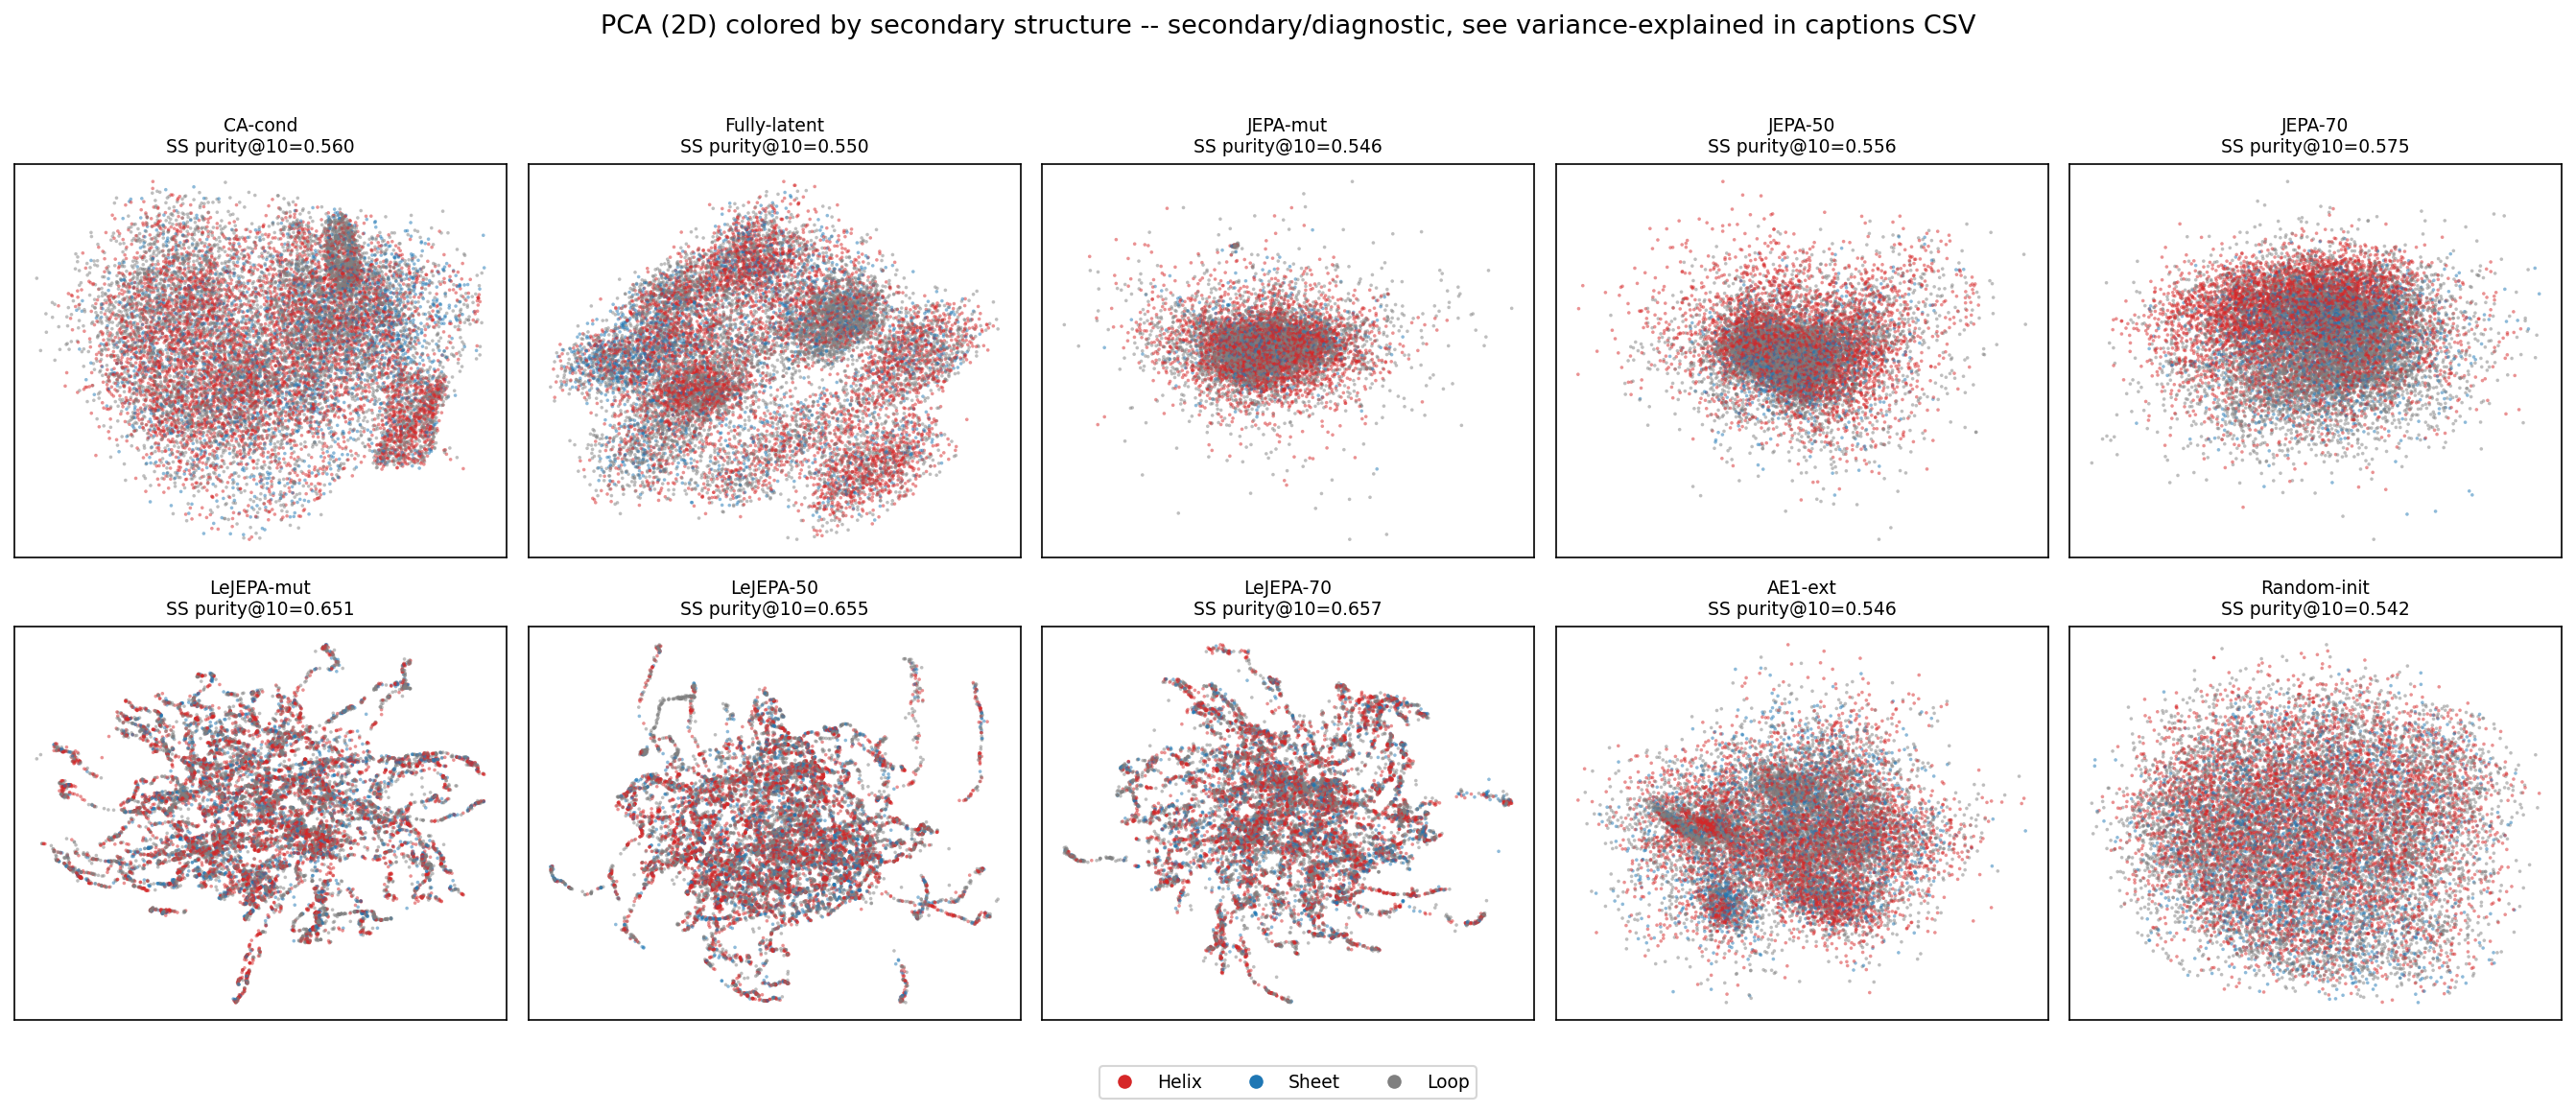 PCA (2D) colored by secondary structure -- secondary/diagnostic, see variance-explained in captions CSV
CA-cond
SS purity@10=0.560
Fully-latent
SS purity@10=0.550
JEPA-mut
SS purity@10=0.546
JEPA-50
SS purity@10=0.556
JEPA-70
SS purity@10=0.575
LeJEPA-mut
SS purity@10=0.651
LeJEPA-50
SS purity@10=0.655
LeJEPA-70
SS purity@10=0.657
AE1-ext
SS purity@10=0.546
Random-init
SS purity@10=0.542
Helix
Sheet
Loop